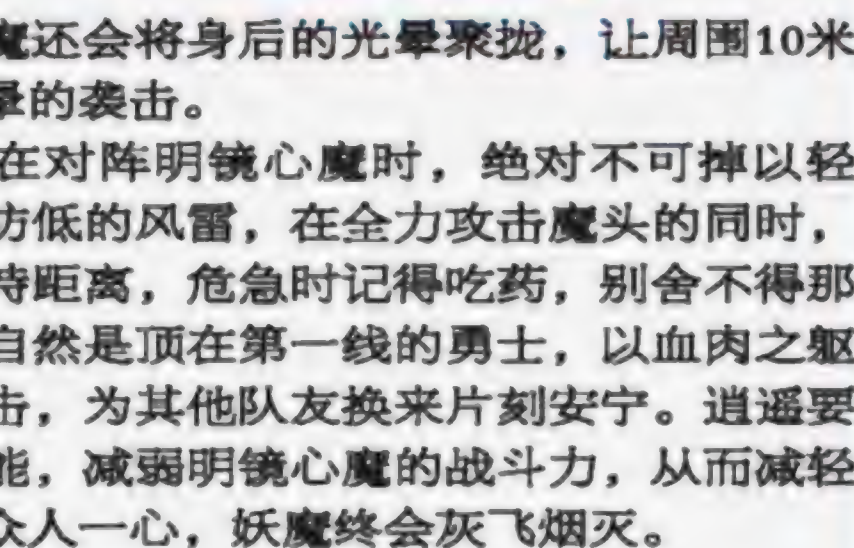 魔还会将身后的光晕聚拢，让周围10米
晕的袭击。
在对阵明镜心魔时，绝对不可掉以轻
方低的风雷，在全力攻击魔头的同时，
持距离，危急时记得吃药，别舍不得那
自然是顶在第一线的勇士，以血肉之躯
击，为其他队友换来片刻安宁。逍遥要
能，减弱明镜心魔的战斗力，从而减轻
众人一心，妖魔终会灰飞烟灭。